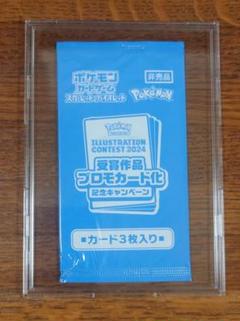 ポケモン
カードゲーム
スカーレット&バイオレット
非売品
Pokémon
Pokémon
ILLUSTRATION
CONTEST 2024
受賞作品
プロモカード化
記念キャンペーン
■カード3枚入り■